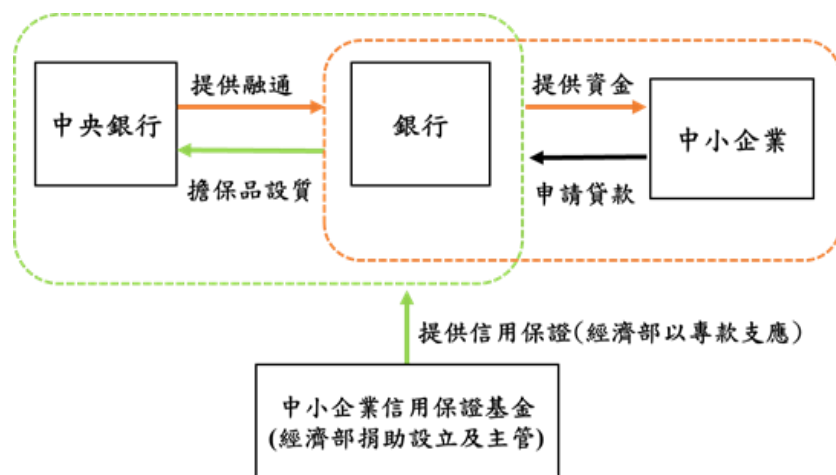 提供融通
提供資金
中央銀行
銀行
中小企業
擔保品設質
申請貸款
提供信用保證(經濟部以專款支應)
中小企業信用保證基金
(經濟部捐助設立及主管)